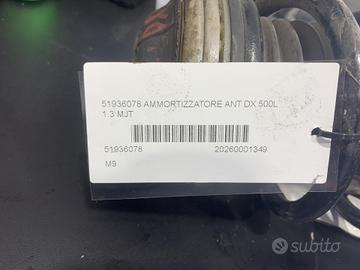 51936078 AMMORTIZZATORE ANT DX 500L
1.3 MJT
51936078 20260001349
M9
subito